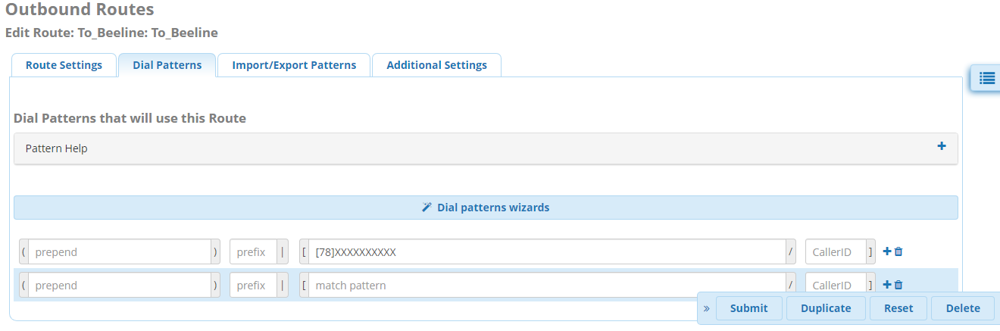 Outbound Routes
Edit Route: To_Beeline: To_Beeline
Route Settings Dial Patterns Import/Export Patterns Additional Settings
Dial Patterns that will use this Route
Pattern Help
Dial patterns wizards
( prepend ) prefix | [ [78]XXXXXXXXXX / CallerID ]
( prepend ) prefix | [ match pattern / CallerID ]
» Submit Duplicate Reset Delete